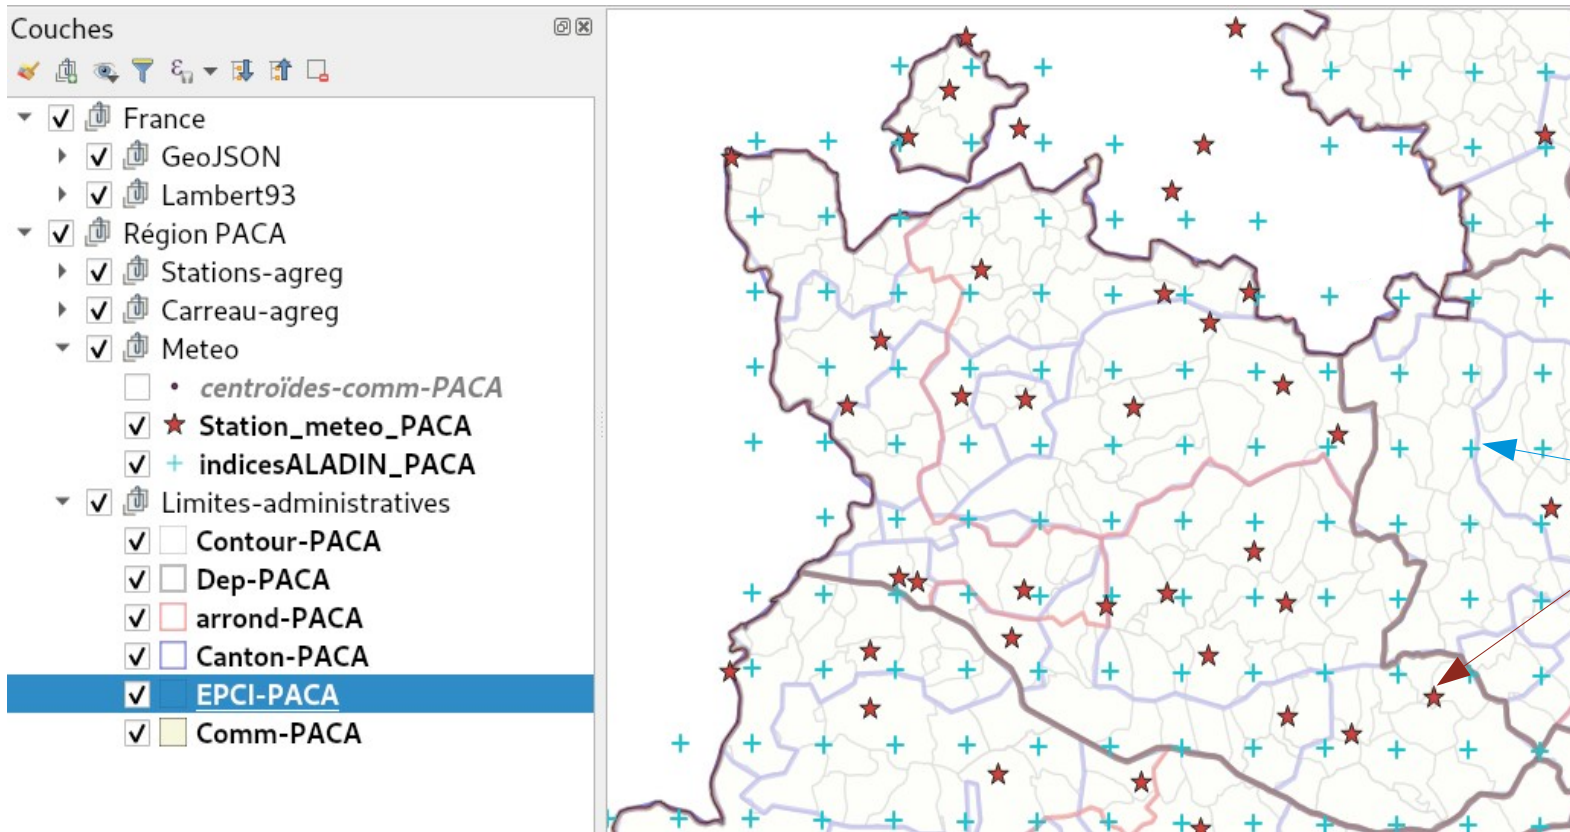 Couches
France
GeoJSON
Lambert93
Région PACA
Stations-agreg
Carreau-agreg
Meteo
centroïdes-comm-PACA
Station_meteo_PACA
indicesALADIN_PACA
Limites-administratives
Contour-PACA
Dep-PACA
arrond-PACA
Canton-PACA
EPCI-PACA
Comm-PACA